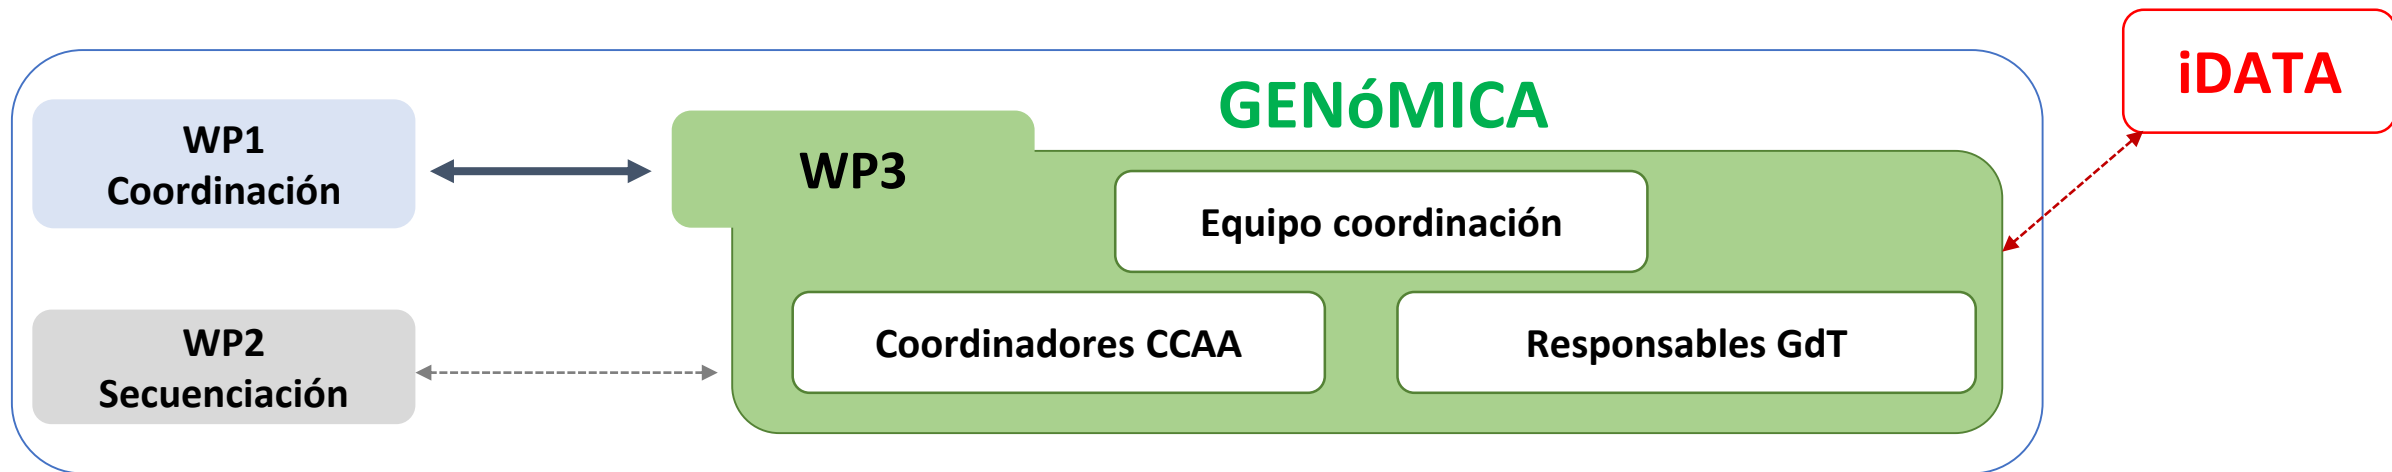 iDATA
GENóMICA
WP1
Coordinación
WP3
Equipo coordinación
WP2
Secuenciación
Coordinadores CCAA
Responsables GdT